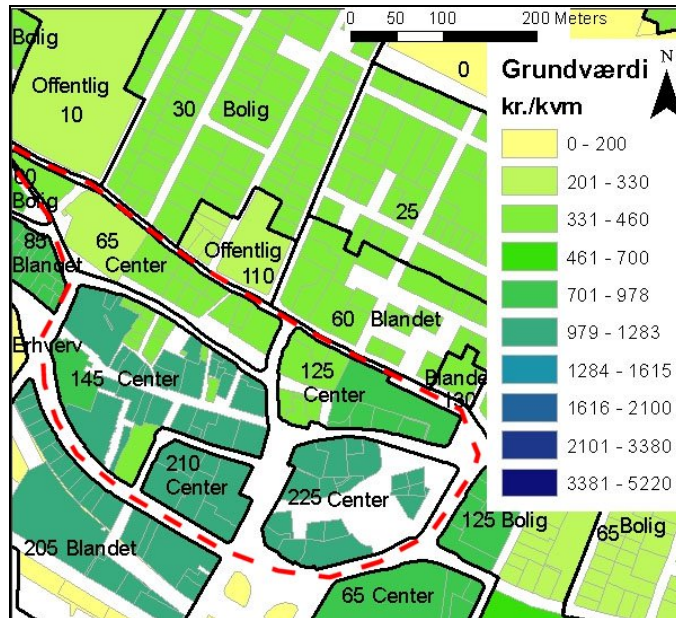 0 50 100 200 Meters
Grundværdi
kr./kvm
N
0 - 200
201 - 330
331 - 460
461 - 700
701 - 978
979 - 1283
1284 - 1615
1616 - 2100
2101 - 3380
3381 - 5220
Bolig
Offentlig
10
30 Bolig
0
25
Bolig
85
Blandet
65
Center
Offentlig
110
60 Blandet
Erhverv
145 Center
125
Center
Blande
130
210
Center
225 Center
205 Blandet
125 Bolig
65 Bolig
65 Center